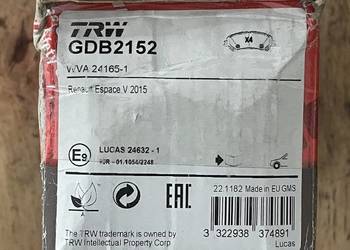 TRW
GDB2152
X4
WVA 24165-1
Renault Espace V 2015
E9
LUCAS 24632 - 1
90R - 01.1054/2248
EAC
22.1182 Made in EU GMS
The TRW trademark is owned by
TRW Intellectual Property Corp
3 322938 374891
Lucas